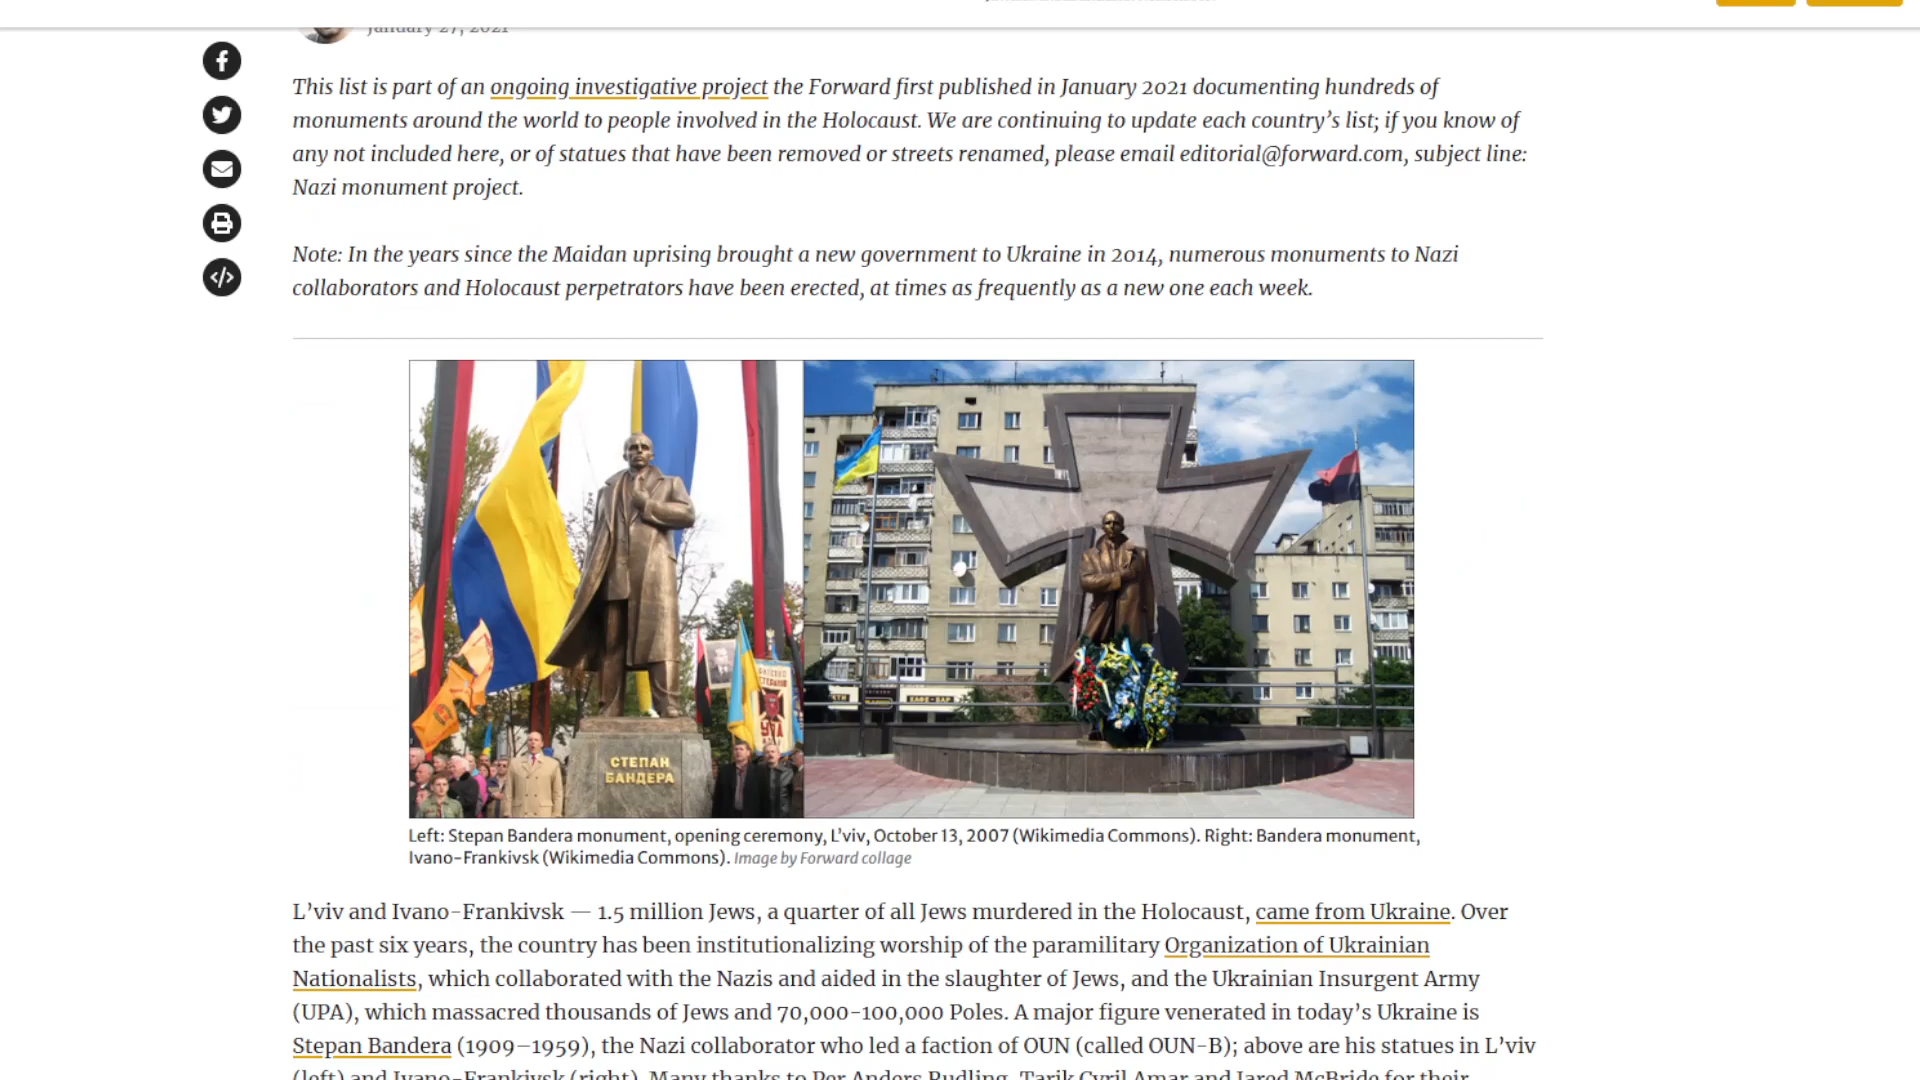 January 27, 2021
This list is part of an ongoing investigative project the Forward first published in January 2021 documenting hundreds of
monuments around the world to people involved in the Holocaust. We are continuing to update each country’s list; if you know of
any not included here, or of statues that have been removed or streets renamed, please email editorial@forward.com, subject line:
Nazi monument project.
Note: In the years since the Maidan uprising brought a new government to Ukraine in 2014, numerous monuments to Nazi
collaborators and Holocaust perpetrators have been erected, at times as frequently as a new one each week.
СТЕПАН
БАНДЕРА
УПА
КАФЕ-БАР
Left: Stepan Bandera monument, opening ceremony, L’viv, October 13, 2007 (Wikimedia Commons). Right: Bandera monument,
Ivano-Frankivsk (Wikimedia Commons). Image by Forward collage
L’viv and Ivano-Frankivsk — 1.5 million Jews, a quarter of all Jews murdered in the Holocaust, came from Ukraine. Over
the past six years, the country has been institutionalizing worship of the paramilitary Organization of Ukrainian
Nationalists, which collaborated with the Nazis and aided in the slaughter of Jews, and the Ukrainian Insurgent Army
(UPA), which massacred thousands of Jews and 70,000-100,000 Poles. A major figure venerated in today’s Ukraine is
Stepan Bandera (1909–1959), the Nazi collaborator who led a faction of OUN (called OUN-B); above are his statues in L’viv
(left) and Ivano-Frankivsk (right). Many thanks to Per Anders Rudling, Tarik Cyril Amar and Jared McBride for their